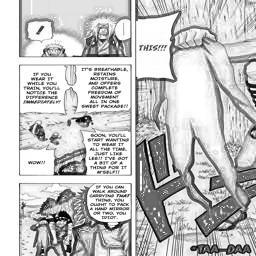 THIS!!!
IT'S BREATHABLE,
RETAINS
MOISTURE,
AND OFFERS
COMPLETE
FREEDOM OF
MOVEMENT
ALL IN
ONE SWEET
PACKAGE!!
IF YOU
WEAR IT
WHILE YOU
TRAIN, YOU'LL
NOTICE THE
DIFFERENCE
IMMEDIATELY!
SOON, YOU'LL
START WANTING
TO WEAR IT
ALL THE TIME,
JUST LIKE
LEE!! I'VE GOT
A BIT OF A
THING FOR IT
MYSELF!!
WOW!!
IF YOU CAN
WALK AROUND
CARRYING THAT
THING, YOU
OUGHT TO PACK
A HAND MIRROR
OR TWO, YOU
IDIOT.
*TAA--DAA